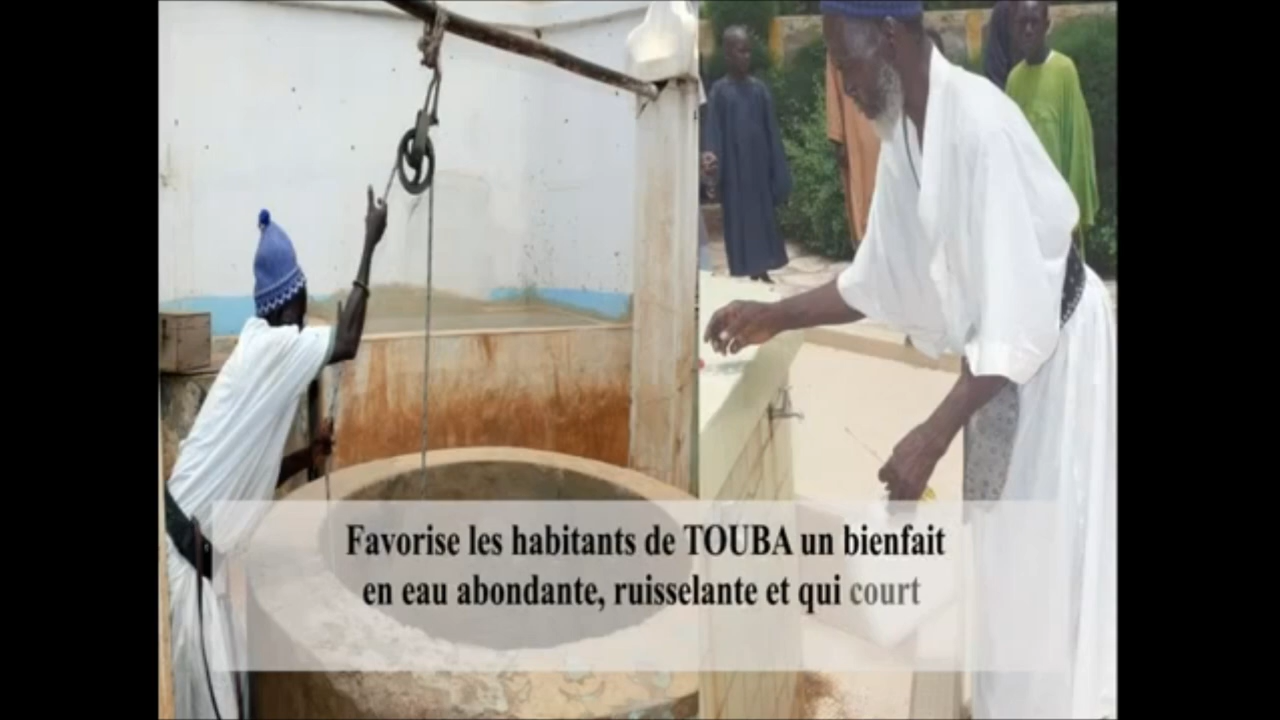 Favorise les habitants de TOUBA un bienfait
en eau abondante, ruisselante et qui court